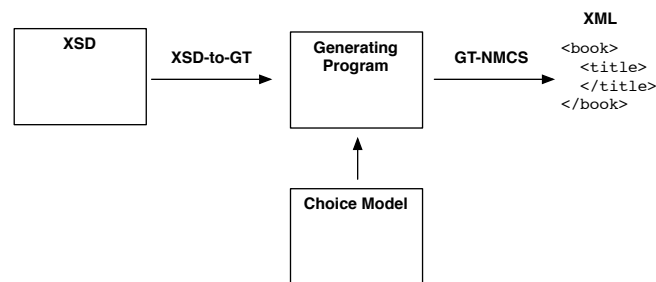 XSD
XSD-to-GT
Generating
Program
GT-NMCS
XML
<book>
  <title>
  </title>
</book>
Choice Model